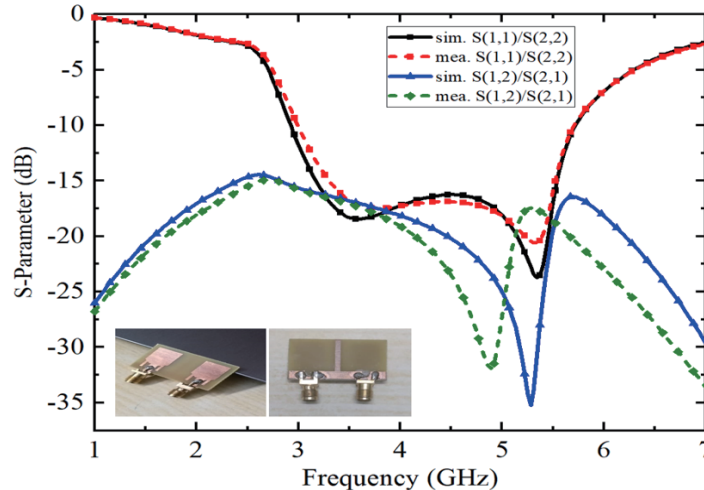 0
-5
-10
-15
-20
-25
-30
-35
S-Parameter (dB)
sim. S(1,1)/S(2,2)
mea. S(1,1)/S(2,2)
sim. S(1,2)/S(2,1)
mea. S(1,2)/S(2,1)
1 2 3 4 5 6 7
Frequency (GHz)